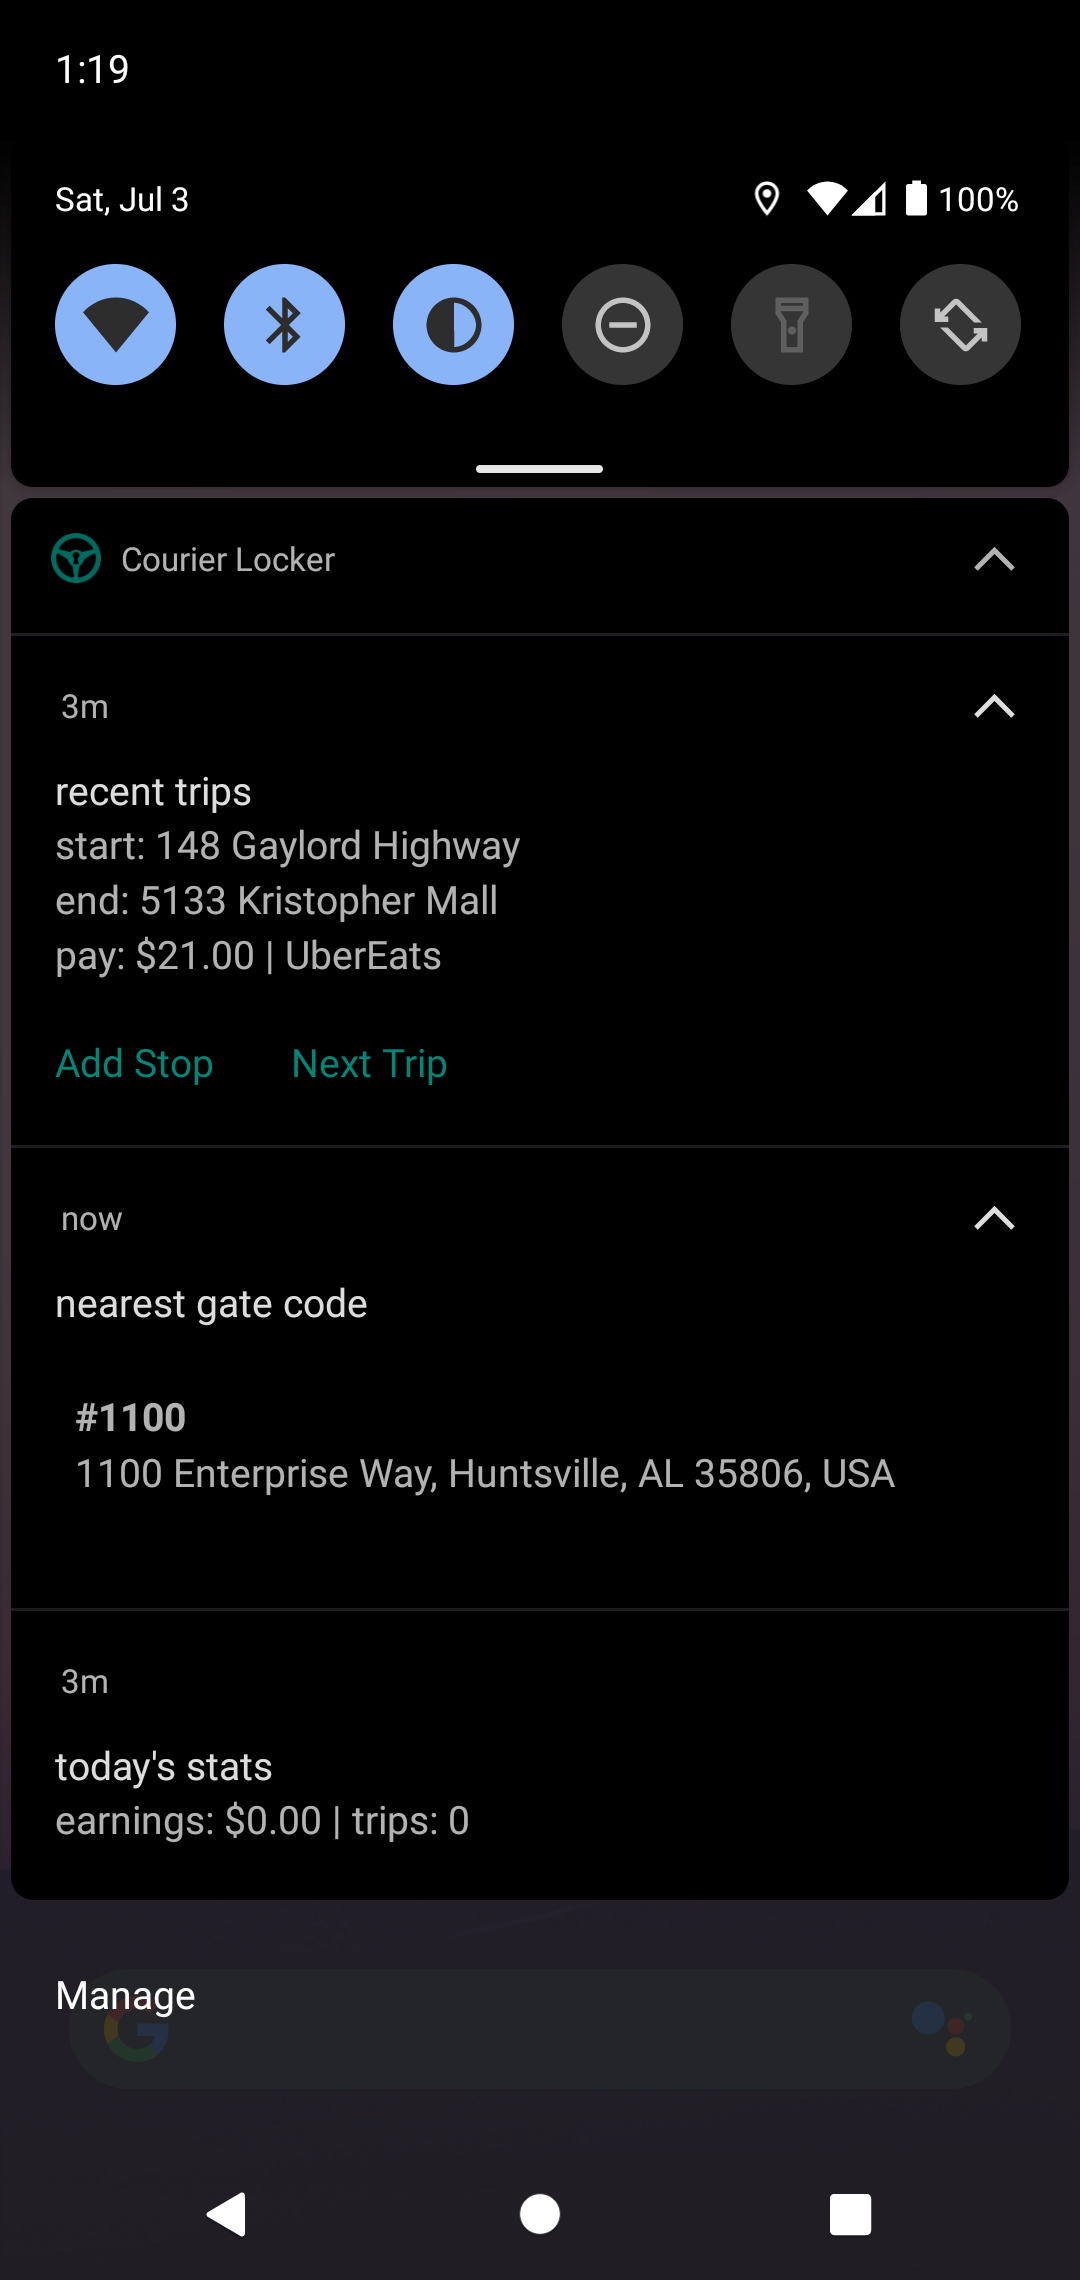 1:19
Sat, Jul 3
100%
Courier Locker
3m
recent trips
start: 148 Gaylord Highway
end: 5133 Kristopher Mall
pay: $21.00 | UberEats
Add Stop Next Trip
now
nearest gate code
#1100
1100 Enterprise Way, Huntsville, AL 35806, USA
3m
today's stats
earnings: $0.00 | trips: 0
Manage